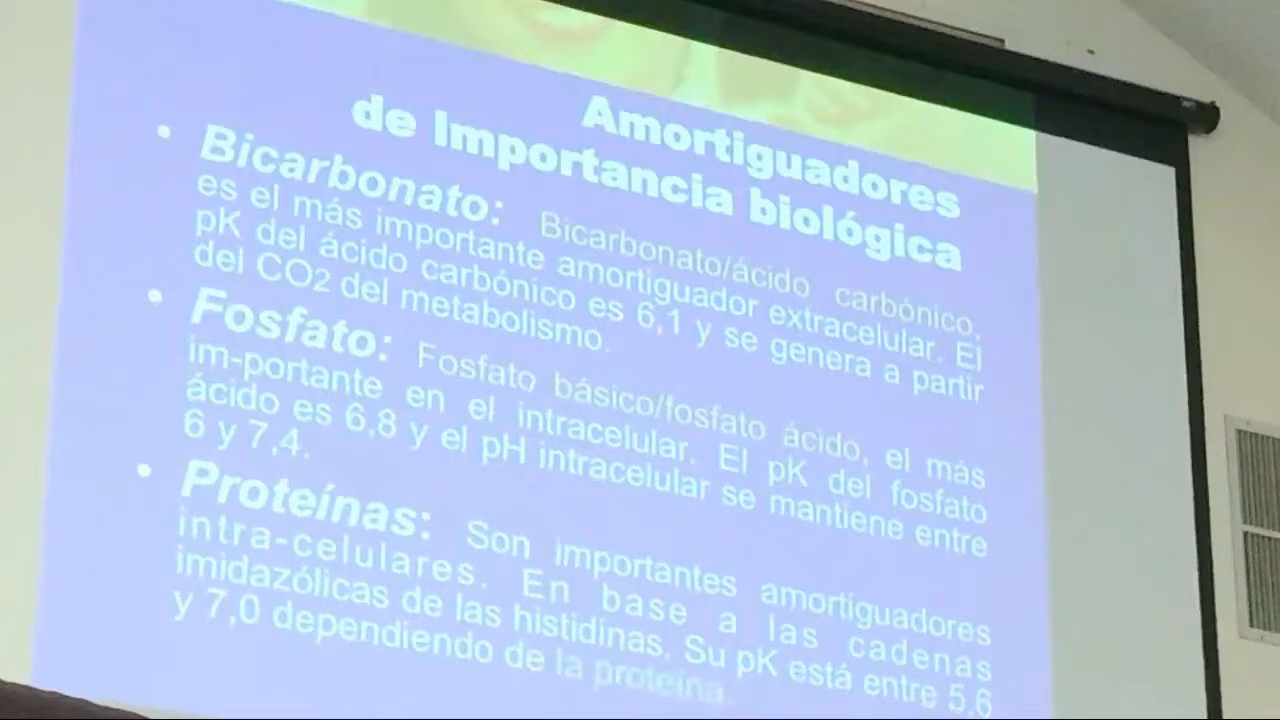 Amortiguadores
de Importancia biológica
• Bicarbonato: Bicarbonato/ácido carbónico,
es el más importante amortiguador extracelular. El
pK del ácido carbónico es 6,1 y se genera a partir
del CO2 del metabolismo.
• Fosfato: Fosfato básico/fosfato ácido, el más
im-portante en el intracelular. El pK del fosfato
ácido es 6,8 y el pH intracelular se mantiene entre
6 y 7,4.
• Proteínas: Son importantes amortiguadores
intra-celulares. En base a las cadenas
imidazólicas de las histidinas. Su pK está entre 5,6
y 7,0 dependiendo de la proteína.